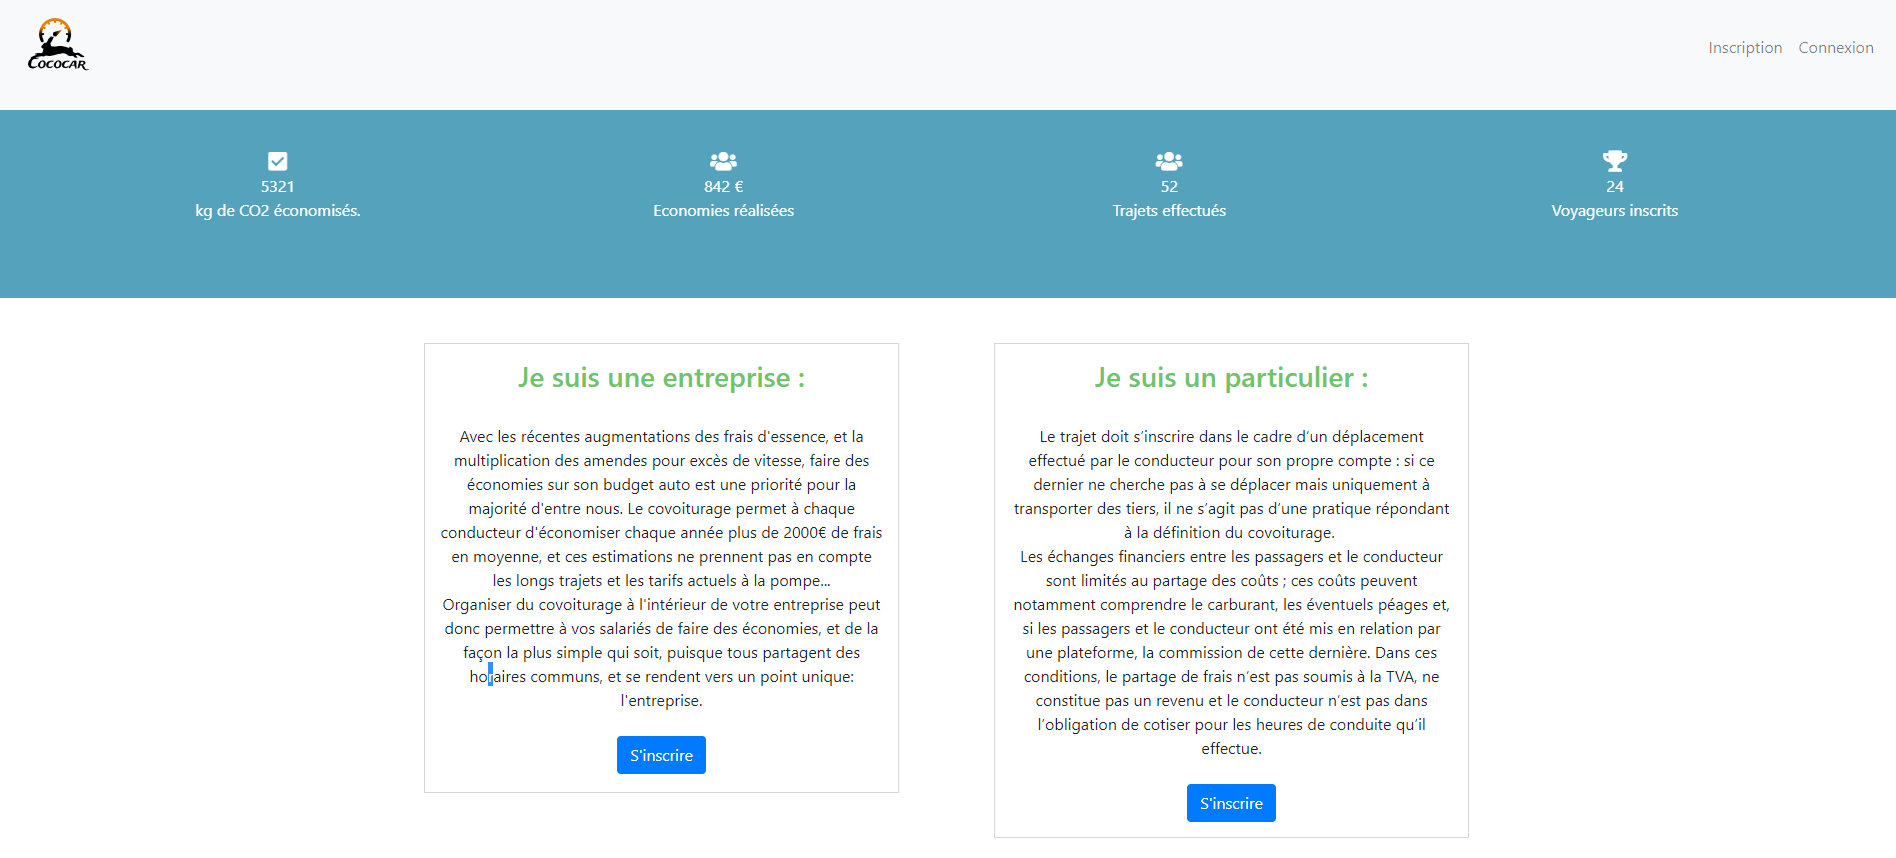 COCOCAR
Inscription Connexion
5321
kg de CO2 économisés.
842 €
Economies réalisées
52
Trajets effectués
24
Voyageurs inscrits
Je suis une entreprise :
Avec les récentes augmentations des frais d'essence, et la
multiplication des amendes pour excès de vitesse, faire des
économies sur son budget auto est une priorité pour la
majorité d'entre nous. Le covoiturage permet à chaque
conducteur d'économiser chaque année plus de 2000€ de frais
en moyenne, et ces estimations ne prennent pas en compte
les longs trajets et les tarifs actuels à la pompe...
Organiser du covoiturage à l'intérieur de votre entreprise peut
donc permettre à vos salariés de faire des économies, et de la
façon la plus simple qui soit, puisque tous partagent des
horaires communs, et se rendent vers un point unique:
l'entreprise.
S'inscrire
Je suis un particulier :
Le trajet doit s’inscrire dans le cadre d’un déplacement
effectué par le conducteur pour son propre compte : si ce
dernier ne cherche pas à se déplacer mais uniquement à
transporter des tiers, il ne s’agit pas d’une pratique répondant
à la définition du covoiturage.
Les échanges financiers entre les passagers et le conducteur
sont limités au partage des coûts ; ces coûts peuvent
notamment comprendre le carburant, les éventuels péages et,
si les passagers et le conducteur ont été mis en relation par
une plateforme, la commission de cette dernière. Dans ces
conditions, le partage de frais n’est pas soumis à la TVA, ne
constitue pas un revenu et le conducteur n’est pas dans
l’obligation de cotiser pour les heures de conduite qu’il
effectue.
S'inscrire